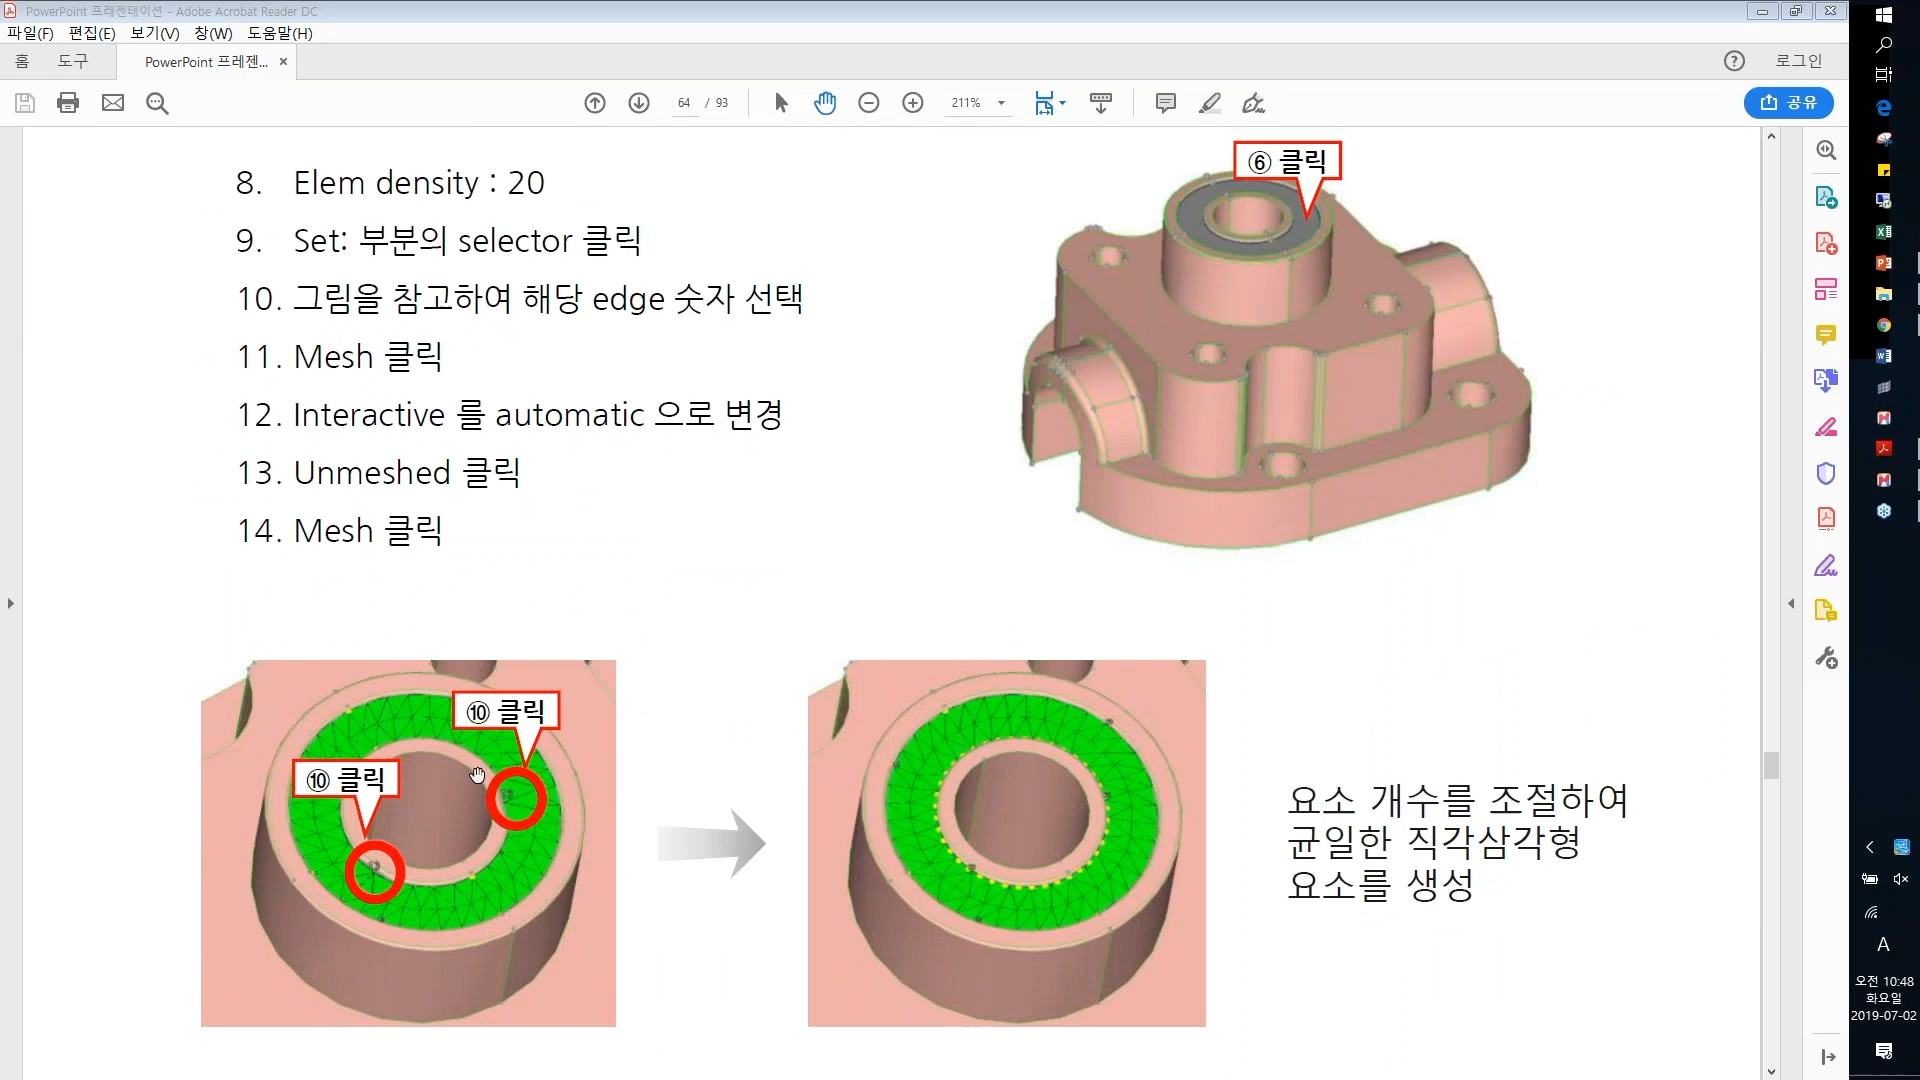 PowerPoint 프레젠테이션 - Adobe Acrobat Reader DC
파일(F) 편집(E) 보기(V) 창(W) 도움말(H)
홈 도구 PowerPoint 프레젠... ×
로그인
64 / 93
211%
공유
8. Elem density : 20
9. Set: 부분의 selector 클릭
10. 그림을 참고하여 해당 edge 숫자 선택
11. Mesh 클릭
12. Interactive 를 automatic 으로 변경
13. Unmeshed 클릭
14. Mesh 클릭
⑥ 클릭
⑩ 클릭
⑩ 클릭
요소 개수를 조절하여
균일한 직각삼각형
요소를 생성
A
오전 10:48
화요일
2019-07-02